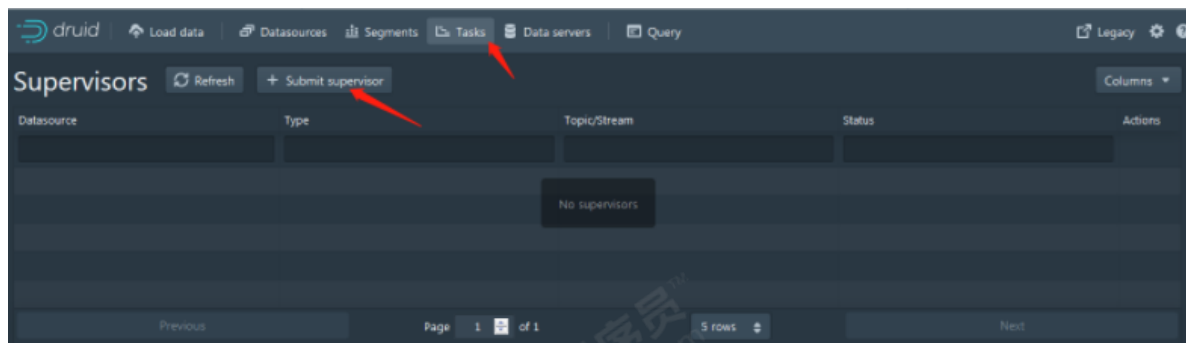 druid Load data Datasources Segments Tasks Data servers Query Legacy
Supervisors Refresh + Submit supervisor Columns
Datasource Type Topic/Stream Status Actions
No supervisors
Previous Page 1 of 1 5 rows Next